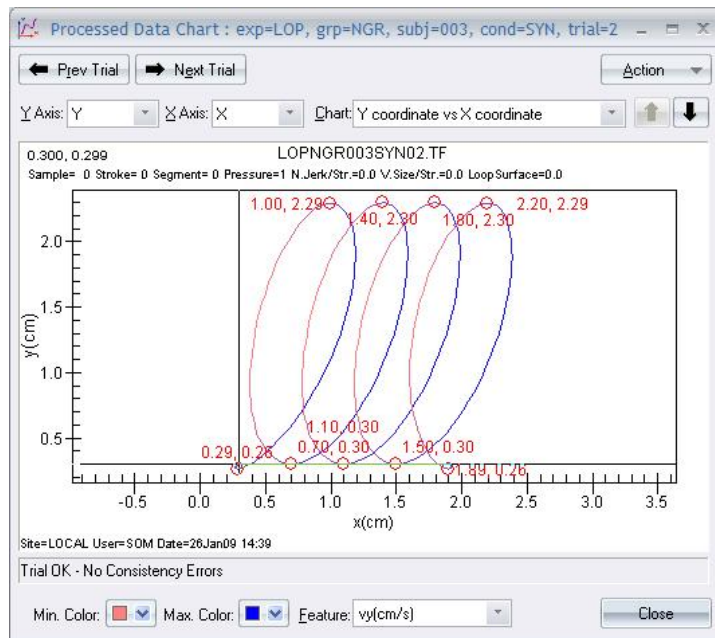 Processed Data Chart : exp=LOP, grp=NGR, subj=003, cond=SYN, trial=2
Prev Trial Next Trial Action
Y Axis: Y X Axis: X Chart: Y coordinate vs X coordinate
0.300, 0.299 LOPNGR003SYN02.TF
Sample= 0 Stroke= 0 Segment= 0 Pressure=1 N.Jerk/Str.=0.0 V.Size/Str.=0.0 LoopSurface=0.0
1.00, 2.29 2.20, 2.29
1.40, 2.30 1.80, 2.30
2.0
1.5
y(cm)
1.0
1.10, 0.30
0.5
0.29, 0.26 0.70, 0.30 1.50, 0.30
1.89, 0.26
-0.5 0.0 0.5 1.0 1.5 2.0 2.5 3.0 3.5
x(cm)
Site=LOCAL User=SOM Date=26Jan09 14:39
Trial OK - No Consistency Errors
Min. Color: Max. Color: Feature: vy(cm/s) Close